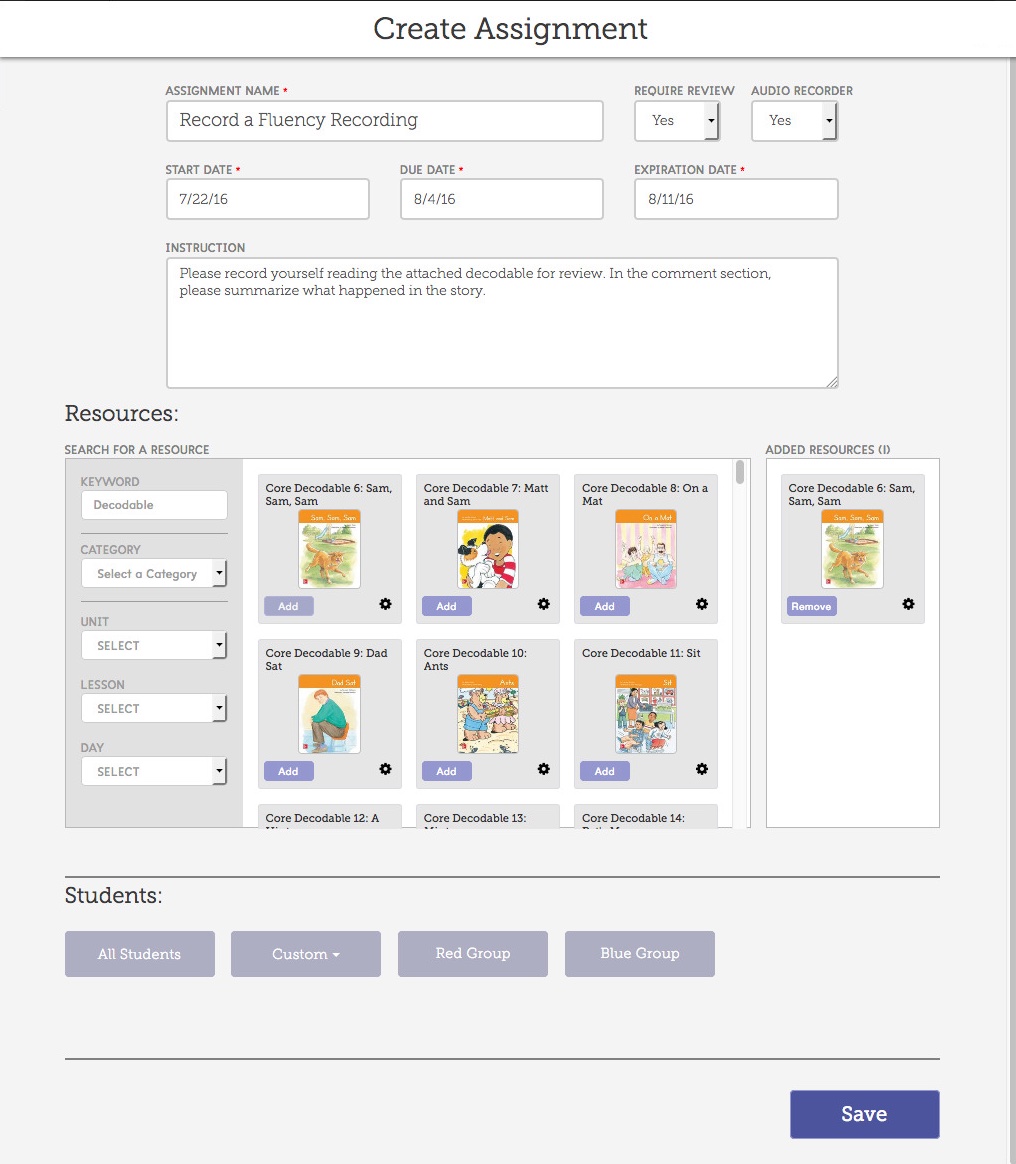 Create Assignment
ASSIGNMENT NAME *
REQUIRE REVIEW
AUDIO RECORDER
Record a Fluency Recording
Yes
Yes
START DATE *
DUE DATE *
EXPIRATION DATE *
7/22/16
8/4/16
8/11/16
INSTRUCTION
Please record yourself reading the attached decodable for review. In the comment section,
please summarize what happened in the story.
Resources:
SEARCH FOR A RESOURCE
ADDED RESOURCES (1)
KEYWORD
Decodable
CATEGORY
Select a Category
UNIT
SELECT
LESSON
SELECT
DAY
SELECT
Core Decodable 6: Sam,
Sam, Sam
Sam, Sam, Sam
Add
Core Decodable 7: Matt
and Sam
Matt and Sam
Add
Core Decodable 8: On a
Mat
On a Mat
Add
Core Decodable 9: Dad
Sat
Dad Sat
Add
Core Decodable 10:
Ants
Ants
Add
Core Decodable 11: Sit
Sit
Add
Core Decodable 12: A
Core Decodable 13:
Core Decodable 14:
Core Decodable 6: Sam,
Sam, Sam
Sam, Sam, Sam
Remove
Students:
All Students
Custom
Red Group
Blue Group
Save